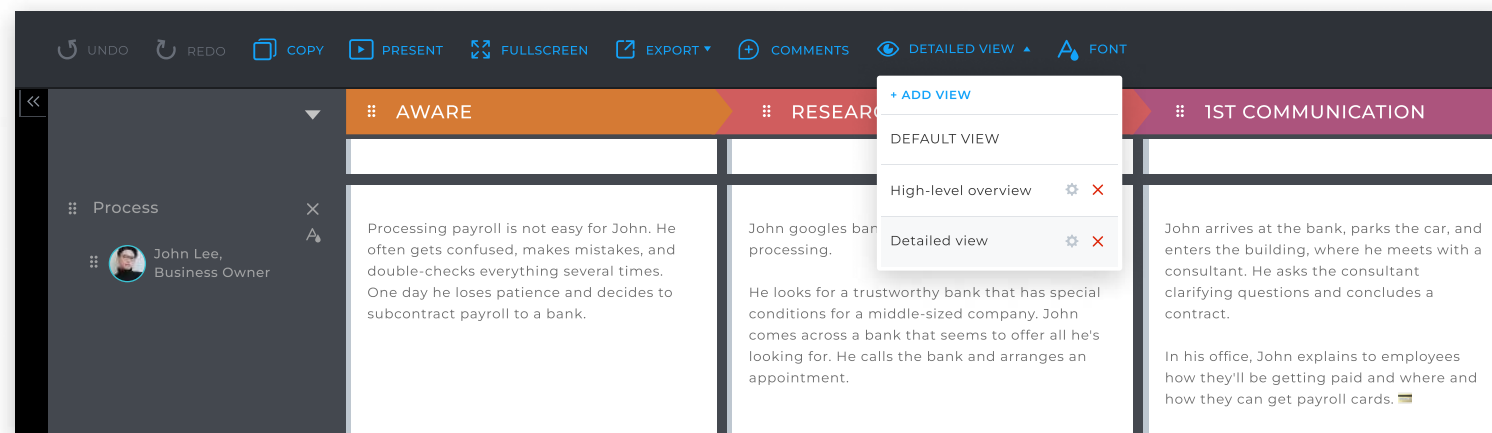 UNDO
REDO
COPY
PRESENT
FULLSCREEN
EXPORT
COMMENTS
DETAILED VIEW
FONT
+ ADD VIEW
DEFAULT VIEW
High-level overview
Detailed view
AWARE
RESEARC
1ST COMMUNICATION
Process
John Lee,
Business Owner
Processing payroll is not easy for John. He
often gets confused, makes mistakes, and
double-checks everything several times.
One day he loses patience and decides to
subcontract payroll to a bank.
John googles ban
processing.
He looks for a trustworthy bank that has special
conditions for a middle-sized company. John
comes across a bank that seems to offer all he's
looking for. He calls the bank and arranges an
appointment.
John arrives at the bank, parks the car, and
enters the building, where he meets with a
consultant. He asks the consultant
clarifying questions and concludes a
contract.
In his office, John explains to employees
how they'll be getting paid and where and
how they can get payroll cards.